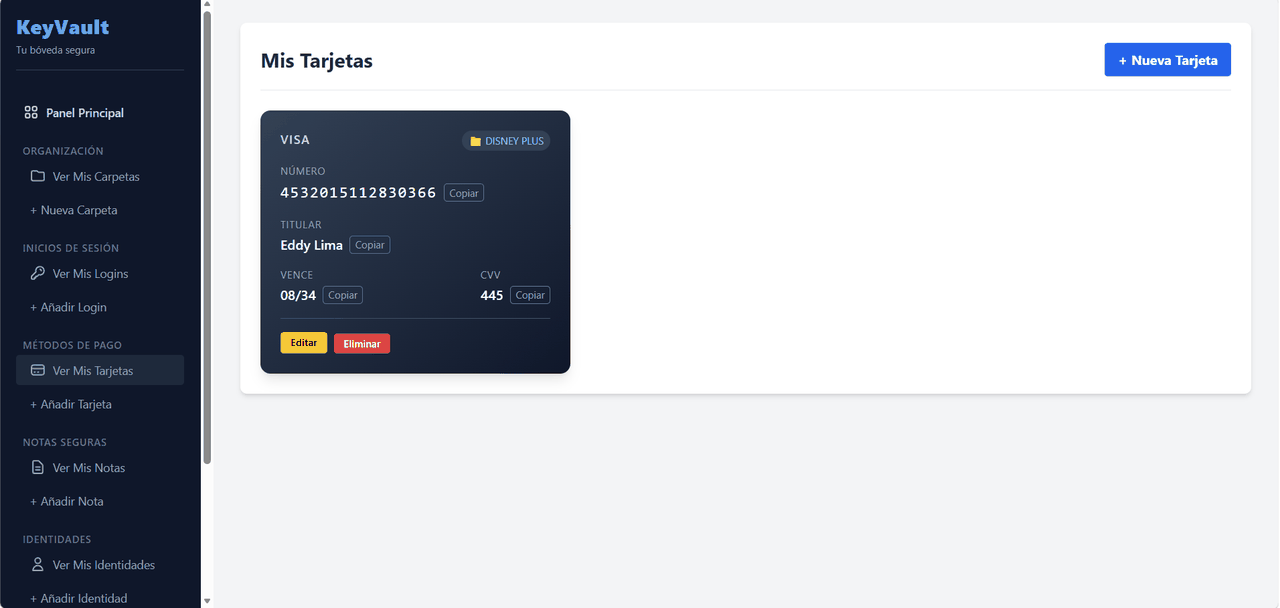 KeyVault
Tu bóveda segura
Panel Principal
ORGANIZACIÓN
Ver Mis Carpetas
+ Nueva Carpeta
INICIOS DE SESIÓN
Ver Mis Logins
+ Añadir Login
MÉTODOS DE PAGO
Ver Mis Tarjetas
+ Añadir Tarjeta
NOTAS SEGURAS
Ver Mis Notas
+ Añadir Nota
IDENTIDADES
Ver Mis Identidades
+ Añadir Identidad
Mis Tarjetas
+ Nueva Tarjeta
VISA
DISNEY PLUS
NÚMERO
4532015112830366 Copiar
TITULAR
Eddy Lima Copiar
VENCE CVV
08/34 Copiar 445 Copiar
Editar Eliminar